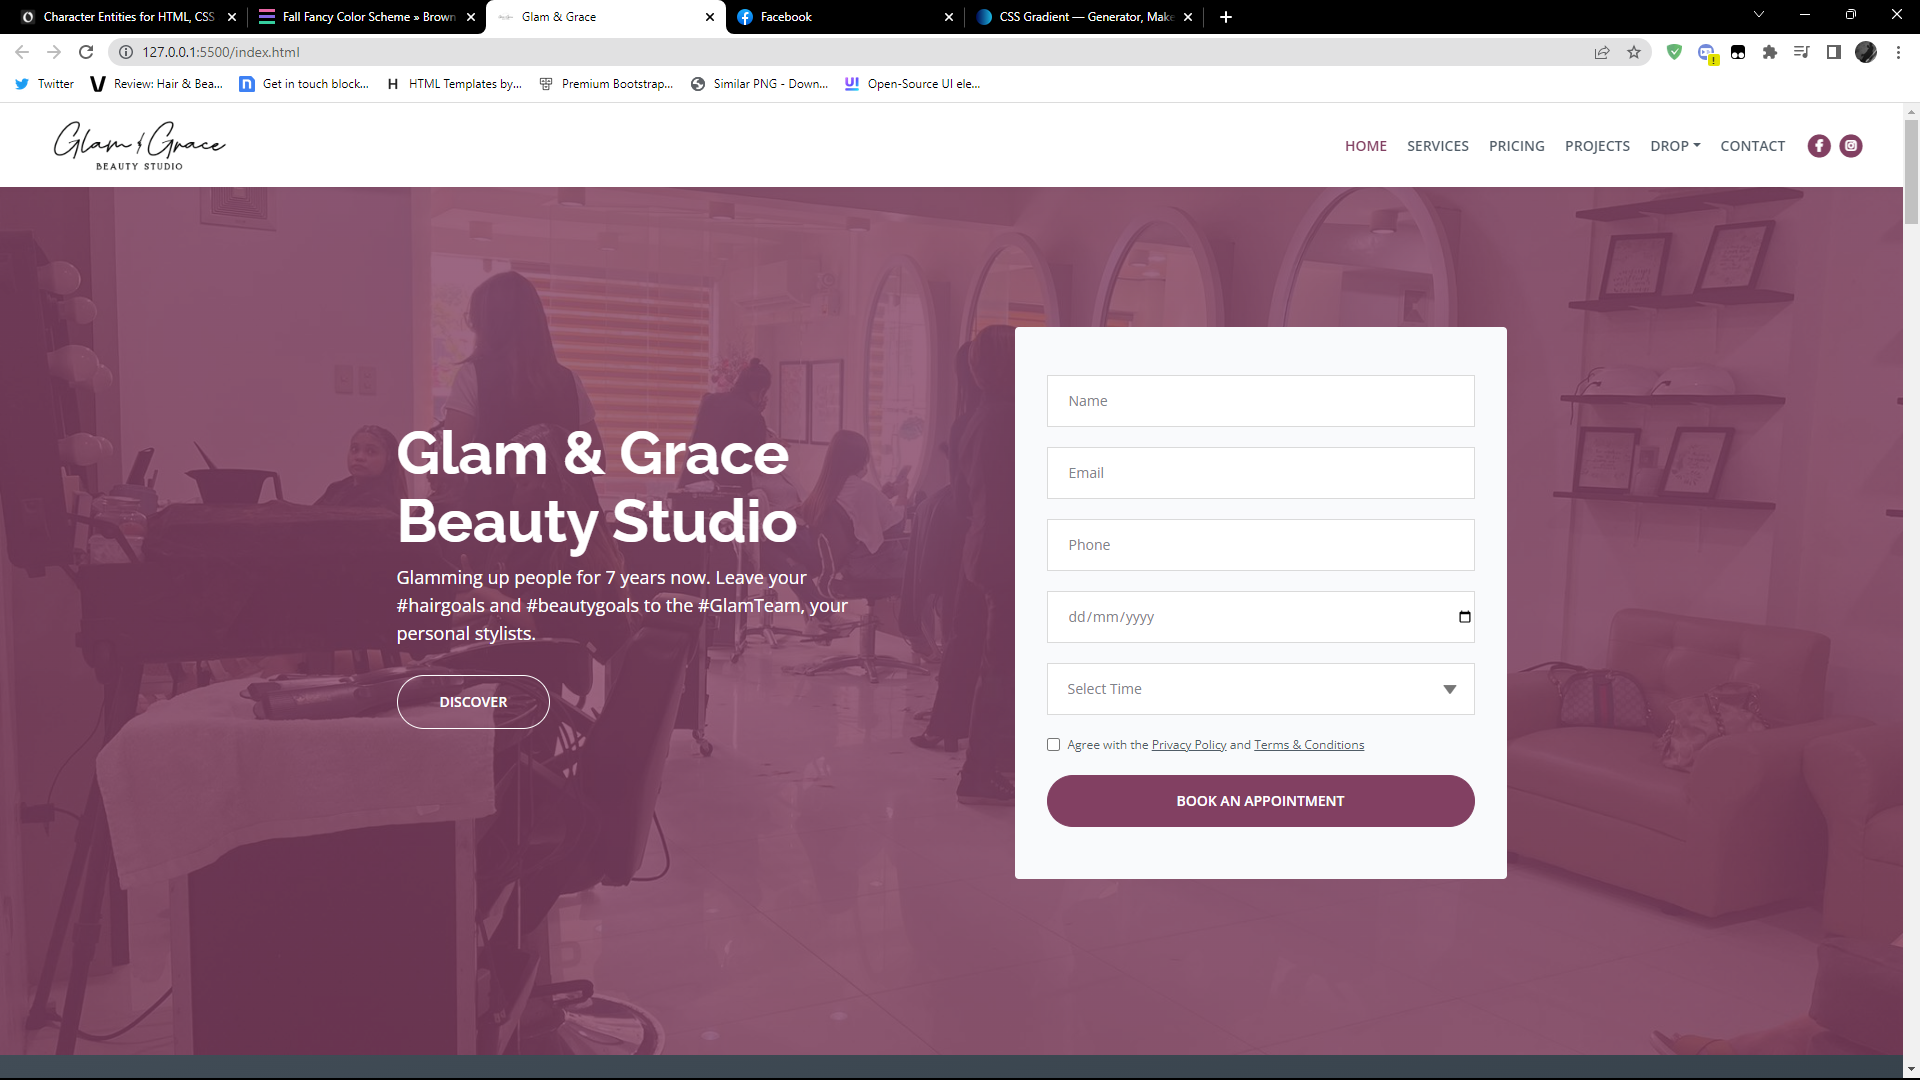 Character Entities for HTML, CSS
Fall Fancy Color Scheme » Brown
Glam & Grace
Facebook
CSS Gradient — Generator, Make
127.0.0.1:5500/index.html
Twitter
Review: Hair & Bea...
Get in touch block...
HTML Templates by...
Premium Bootstrap...
Similar PNG - Down...
Open-Source UI ele...
Glam & Grace
BEAUTY STUDIO
HOME
SERVICES
PRICING
PROJECTS
DROP
CONTACT
Glam & Grace
Beauty Studio
Glamming up people for 7 years now. Leave your
#hairgoals and #beautygoals to the #GlamTeam, your
personal stylists.
DISCOVER
Name
Email
Phone
dd/mm/yyyy
Select Time
Agree with the Privacy Policy and Terms & Conditions
BOOK AN APPOINTMENT